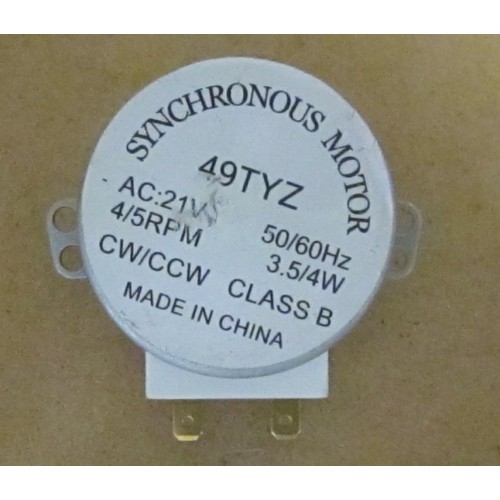 SYNCHRONOUS MOTOR
49TYZ
AC:21V 50/60Hz
4/5RPM 3.5/4W
CW/CCW CLASS B
MADE IN CHINA